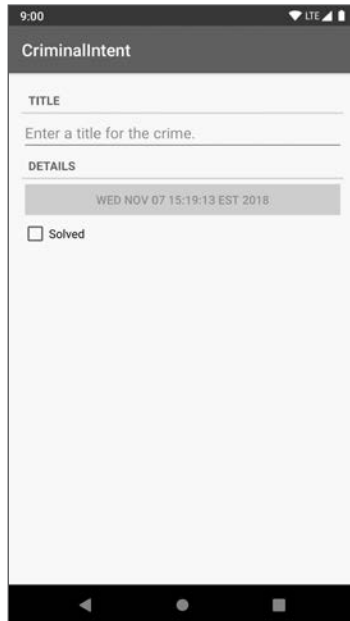 9:00 LTE
CriminalIntent
TITLE
Enter a title for the crime.
DETAILS
WED NOV 07 15:19:13 EST 2018
Solved